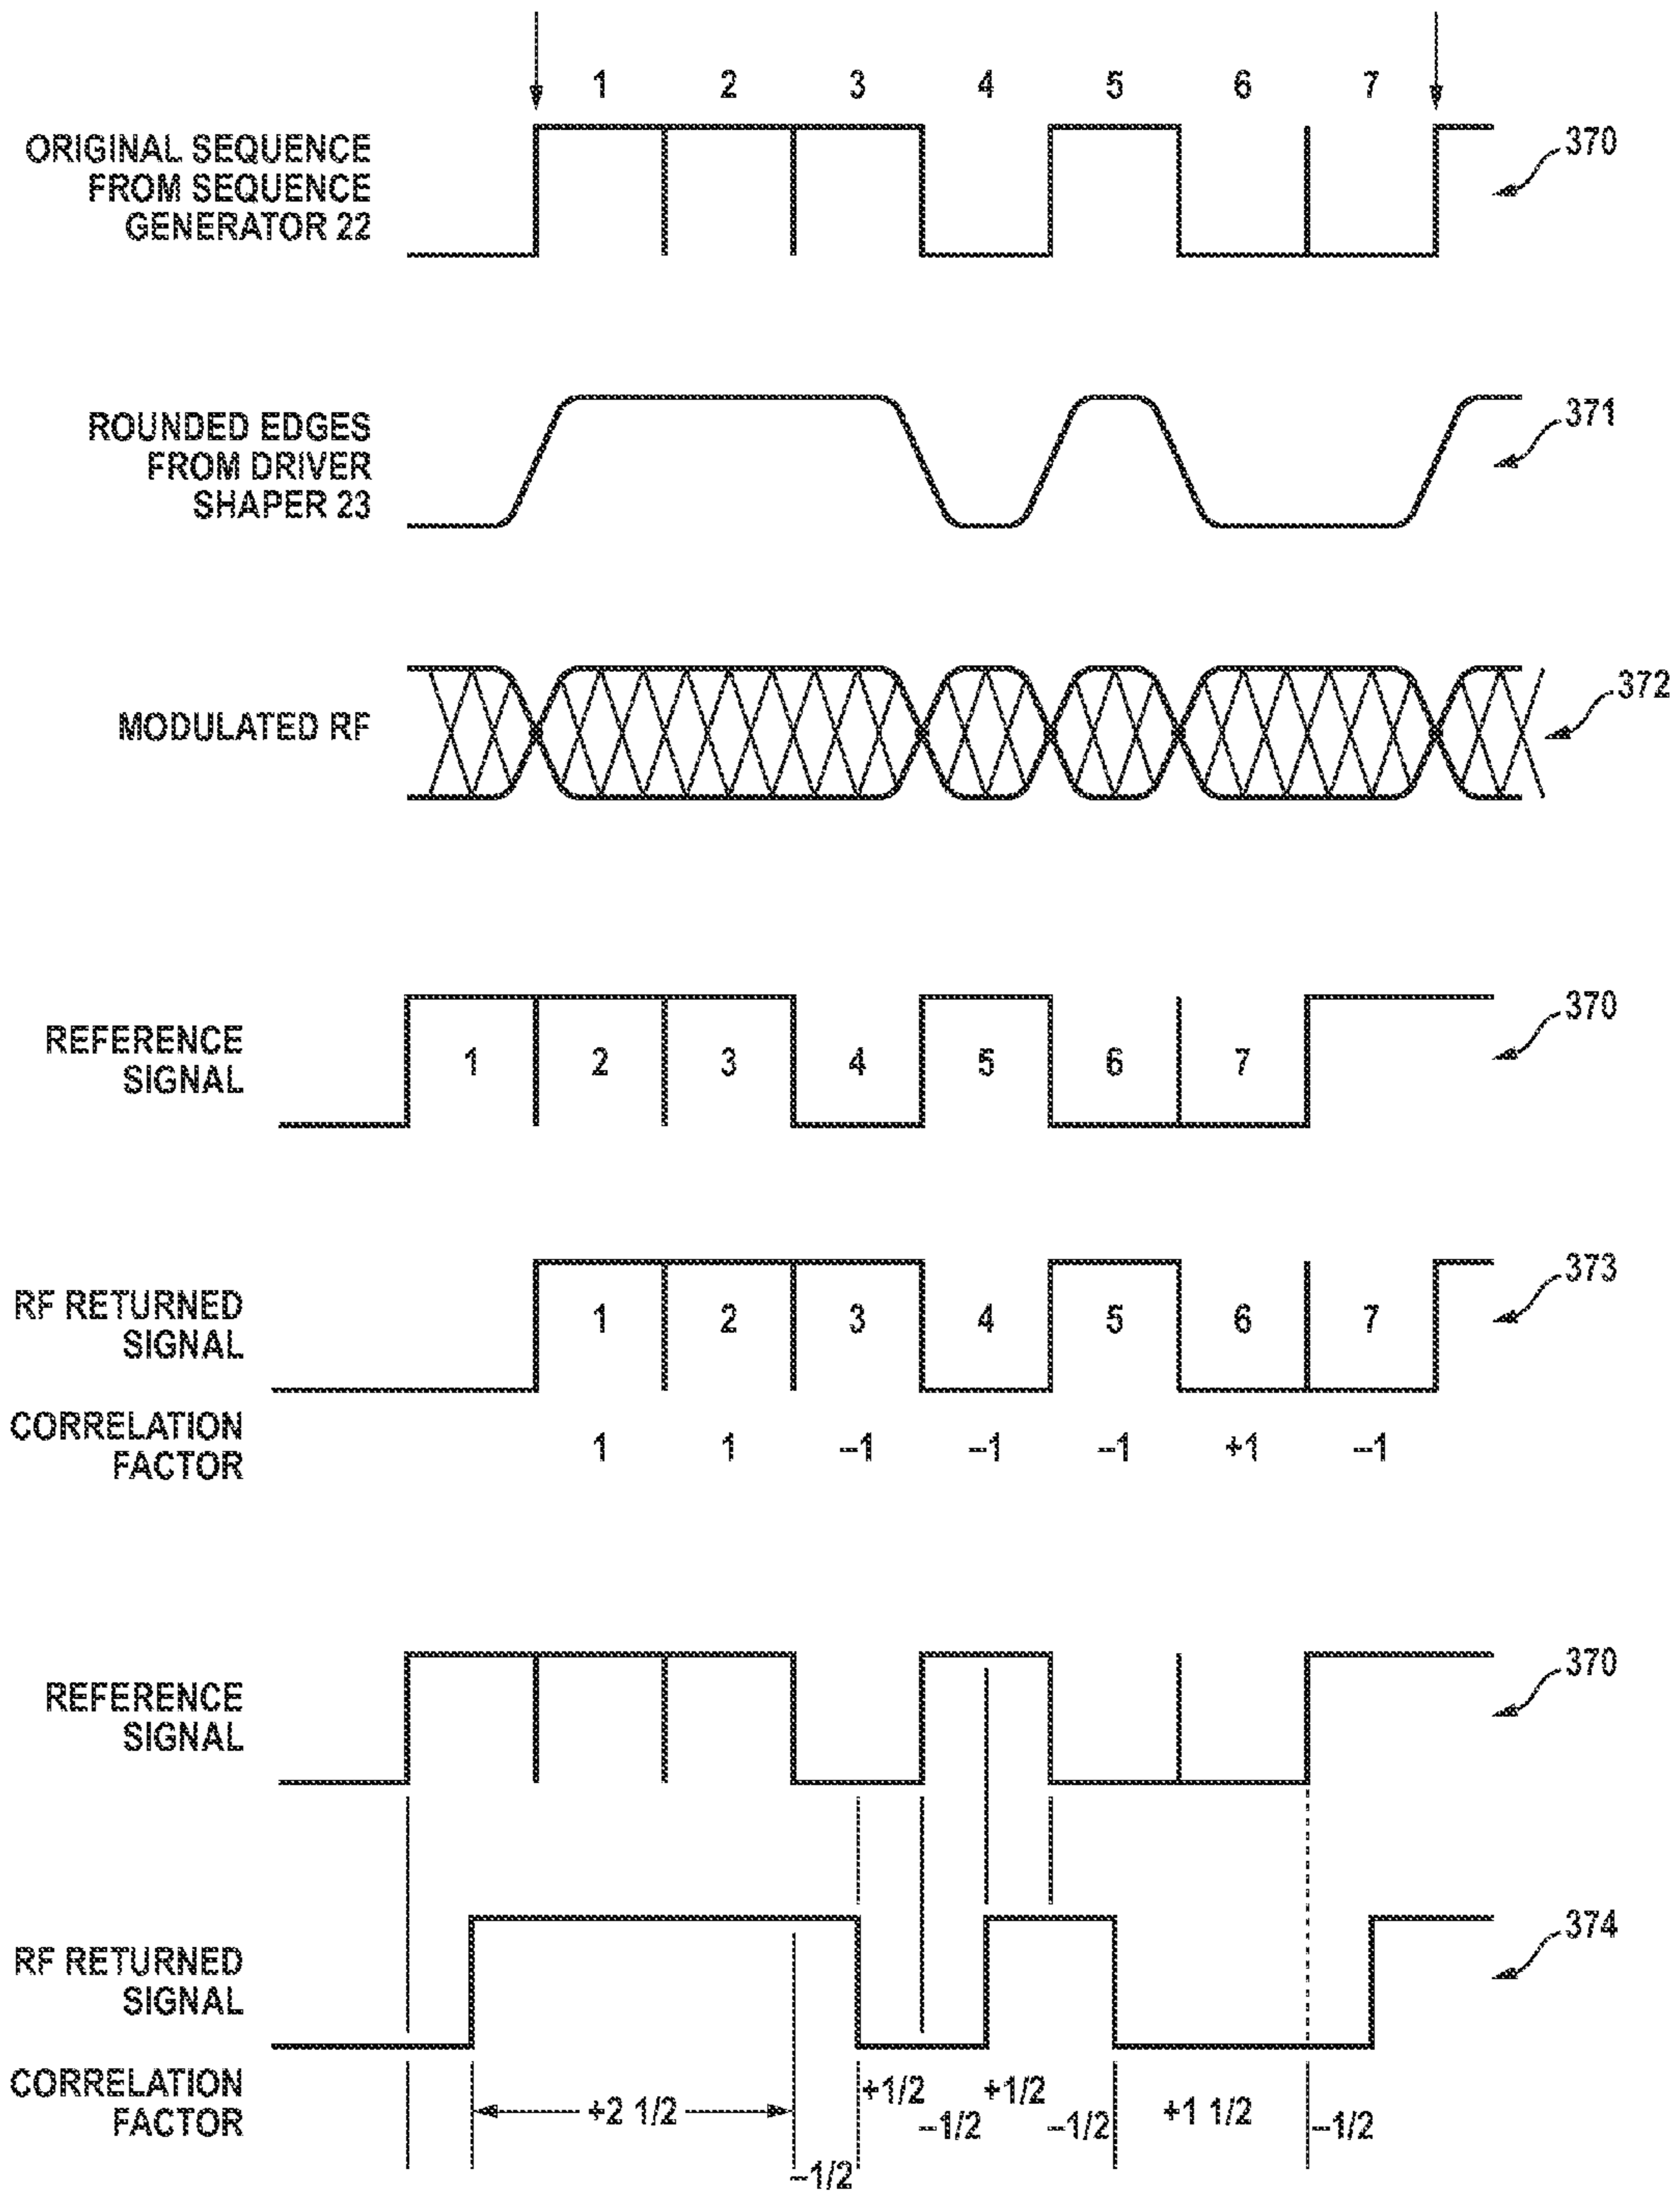 1 2 3 4 5 6 7
ORIGINAL SEQUENCE
FROM SEQUENCE
GENERATOR 22
370
ROUNDED EDGES
FROM DRIVER
SHAPER 23
371
MODULATED RF
372
REFERENCE
SIGNAL
1 2 3 4 5 6 7
370
RF RETURNED
SIGNAL
1 2 3 4 5 6 7
373
CORRELATION
FACTOR
1 1 –1 –1 –1 +1 –1
REFERENCE
SIGNAL
370
RF RETURNED
SIGNAL
374
CORRELATION
FACTOR
+2 1/2 –1/2 +1/2 –1/2 +1/2 –1/2 +1 1/2 –1/2